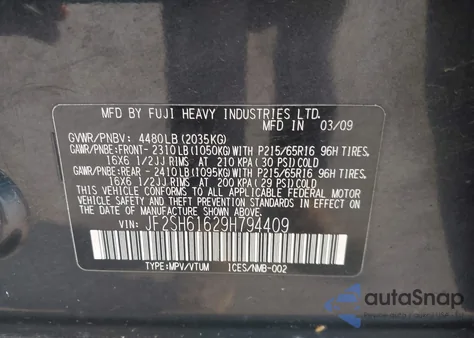 MFD BY FUJI HEAVY INDUSTRIES LTD.
MFD IN 03/09
GVWR/PNBV: 4480LB(2035KG)
GAWR/PNBE:FRONT- 2310LB(1050KG)WITH P215/65R16 96H TIRES,
16X6 1/2JJ RIMS AT 210 KPA(30 PSI)COLD
GAWR/PNBE:REAR - 2410LB(1095KG)WITH P215/65R16 96H TIRES,
16X6 1/2JJ RIMS AT 200 KPA(29 PSI)COLD
THIS VEHICLE CONFORMS TO ALL APPLICABLE FEDERAL MOTOR
VEHICLE SAFETY, BUMPER, AND THEFT PREVENTION STANDARDS
IN EFFECT ON THE DATE OF MANUFACTURE SHOWN ABOVE.
VIN: JF2SH61629H794409
TYPE:MPV/VTUM ICES/NMB-002
autoSnap